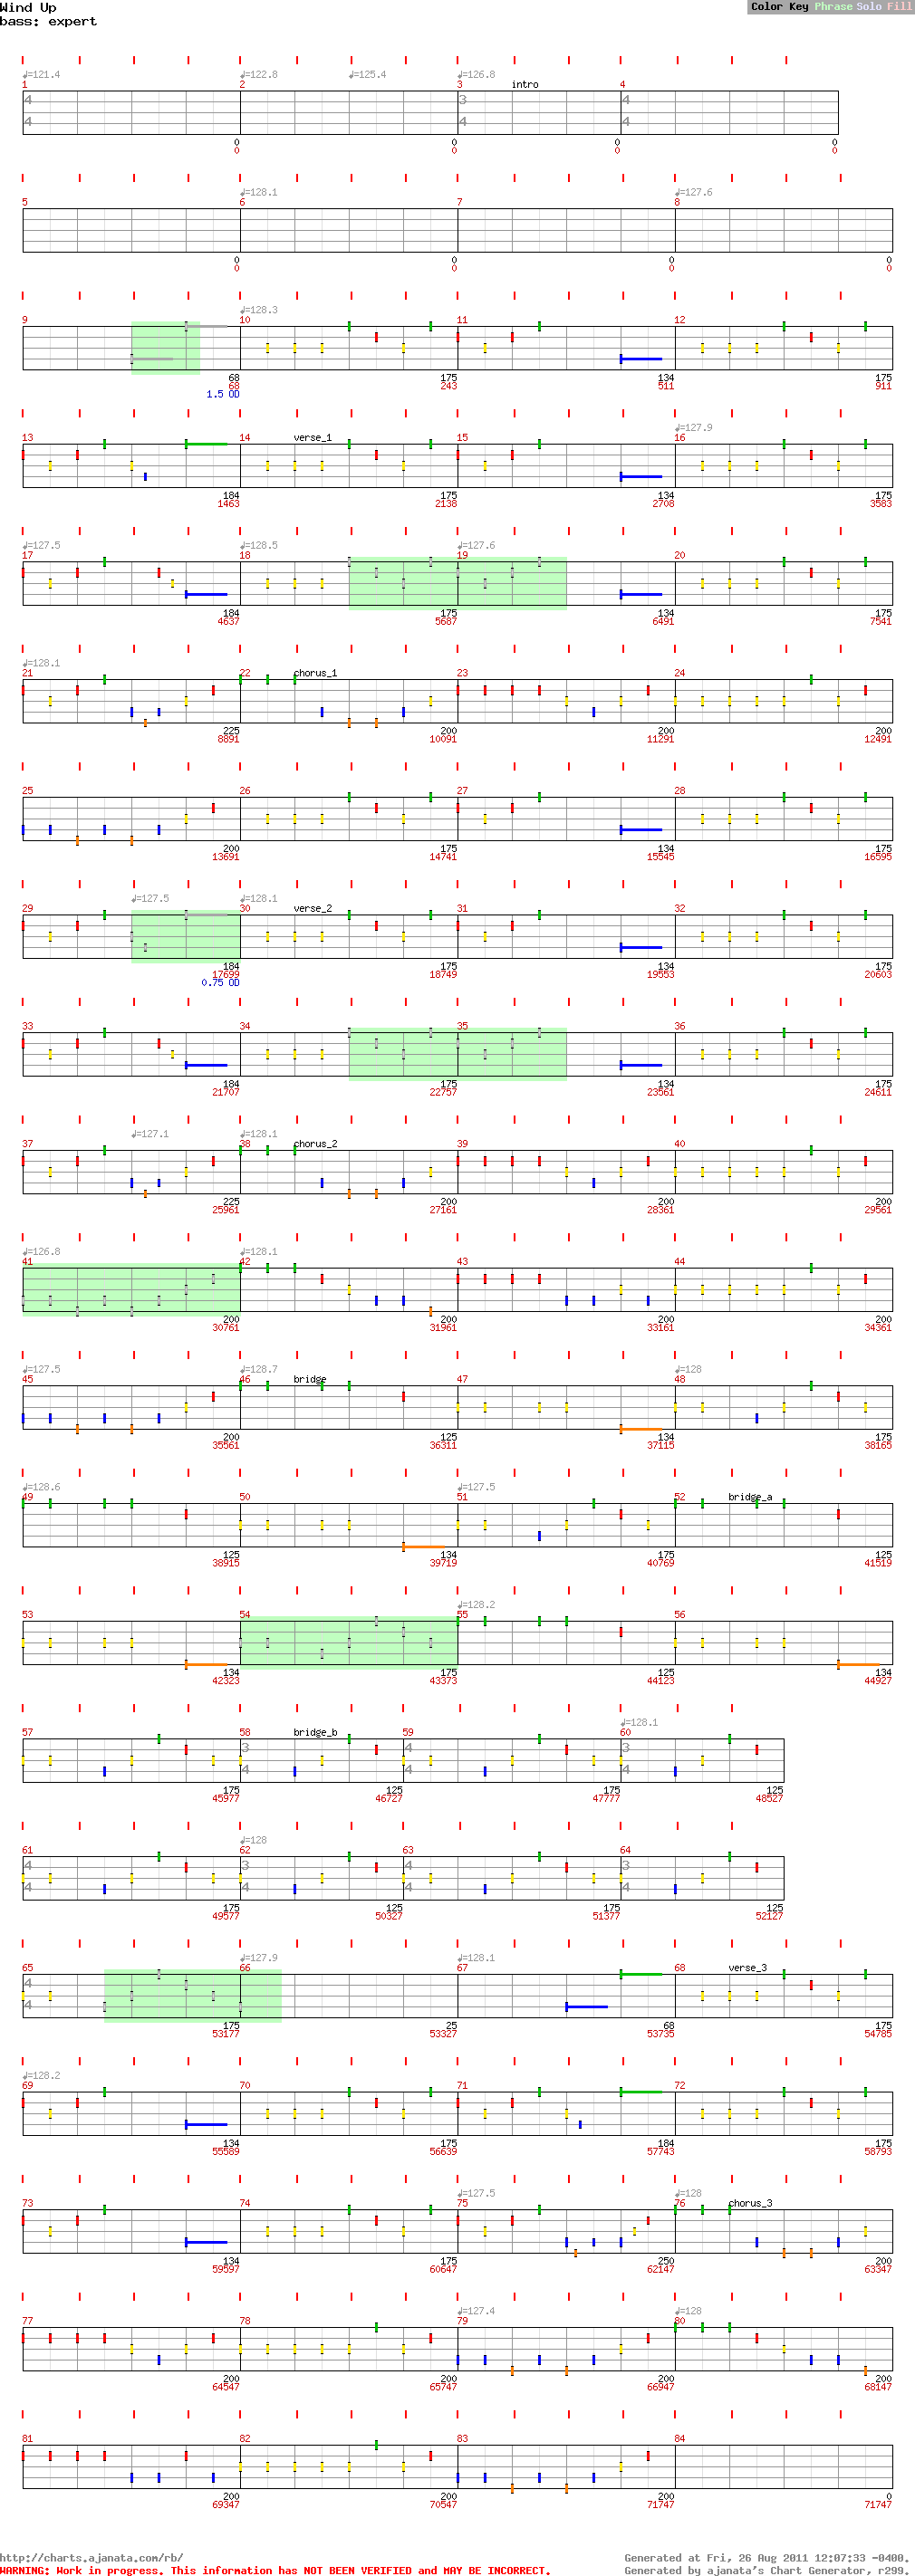 Wind Up
Color Key Phrase Solo Fill
bass: expert
♩=121.4 ♩=122.8 ♩=125.4 ♩=126.8
1 2 3 intro 4
4 3 4
4 4 4
0 0 0 0
0 0 0 0
♩=128.1 ♩=127.6
5 6 7 8
0 0 0 0
0 0 0 0
♩=128.3
9 10 11 12
68 175 134 175
68 243 511 911
1.5 OD
♩=127.9
13 14 verse_1 15 16
184 175 134 175
1463 2138 2708 3583
♩=127.5 ♩=128.5 ♩=127.6
17 18 19 20
184 175 134 175
4637 5687 6491 7541
♩=128.1
21 22 chorus_1 23 24
225 200 200 200
8891 10091 11291 12491
25 26 27 28
200 175 134 175
13691 14741 15545 16595
♩=127.5 ♩=128.1
29 30 verse_2 31 32
184 175 134 175
17699 18749 19553 20603
0.75 OD
33 34 35 36
184 175 134 175
21707 22757 23561 24611
♩=127.1 ♩=128.1
37 38 chorus_2 39 40
225 200 200 200
25961 27161 28361 29561
♩=126.8 ♩=128.1
41 42 43 44
200 200 200 200
30761 31961 33161 34361
♩=127.5 ♩=128.7 ♩=128
45 46 bridge 47 48
200 125 134 175
35561 36311 37115 38165
♩=128.6 ♩=127.5
49 50 51 52 bridge_a
125 134 175 125
38915 39719 40769 41519
♩=128.2
53 54 55 56
134 175 125 134
42323 43373 44123 44927
♩=128.1
57 58 bridge_b 59 60
3 4 3
4 4 4
175 125 175 125
45977 46727 47777 48527
♩=128
61 62 63 64
4 3 4 3
4 4 4 4
175 125 175 125
49577 50327 51377 52127
♩=127.9 ♩=128.1
65 66 67 68 verse_3
4
4
175 25 68 175
53177 53327 53735 54785
♩=128.2
69 70 71 72
134 175 184 175
55589 56639 57743 58793
♩=127.5 ♩=128
73 74 75 76 chorus_3
134 175 250 200
59597 60647 62147 63347
♩=127.4 ♩=128
77 78 79 80
200 200 200 200
64547 65747 66947 68147
81 82 83 84
200 200 200 0
69347 70547 71747 71747
http://charts.ajanata.com/rb/
Generated at Fri, 26 Aug 2011 12:07:33 -0400.
WARNING: Work in progress. This information has NOT BEEN VERIFIED and MAY BE INCORRECT.
Generated by ajanata's Chart Generator, r299.